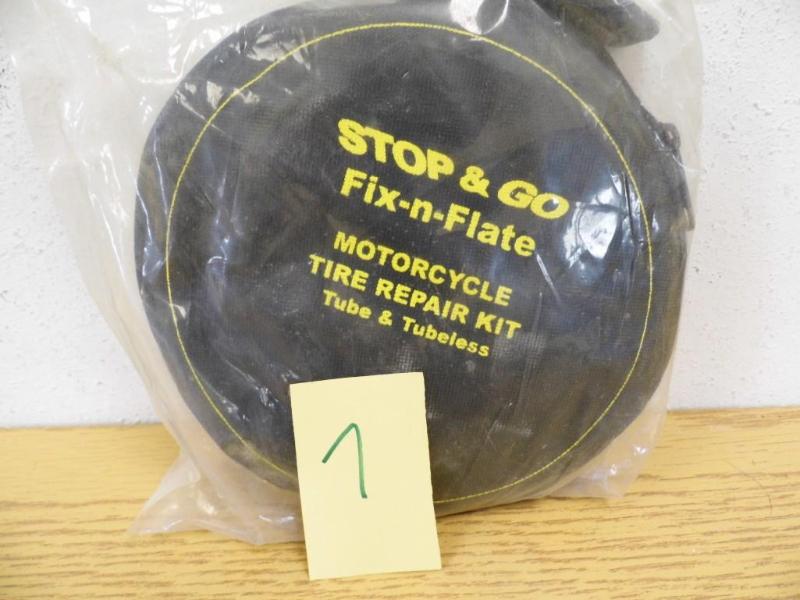 STOP & GO
Fix-n-Flate
MOTORCYCLE
TIRE REPAIR KIT
Tube & Tubeless
1